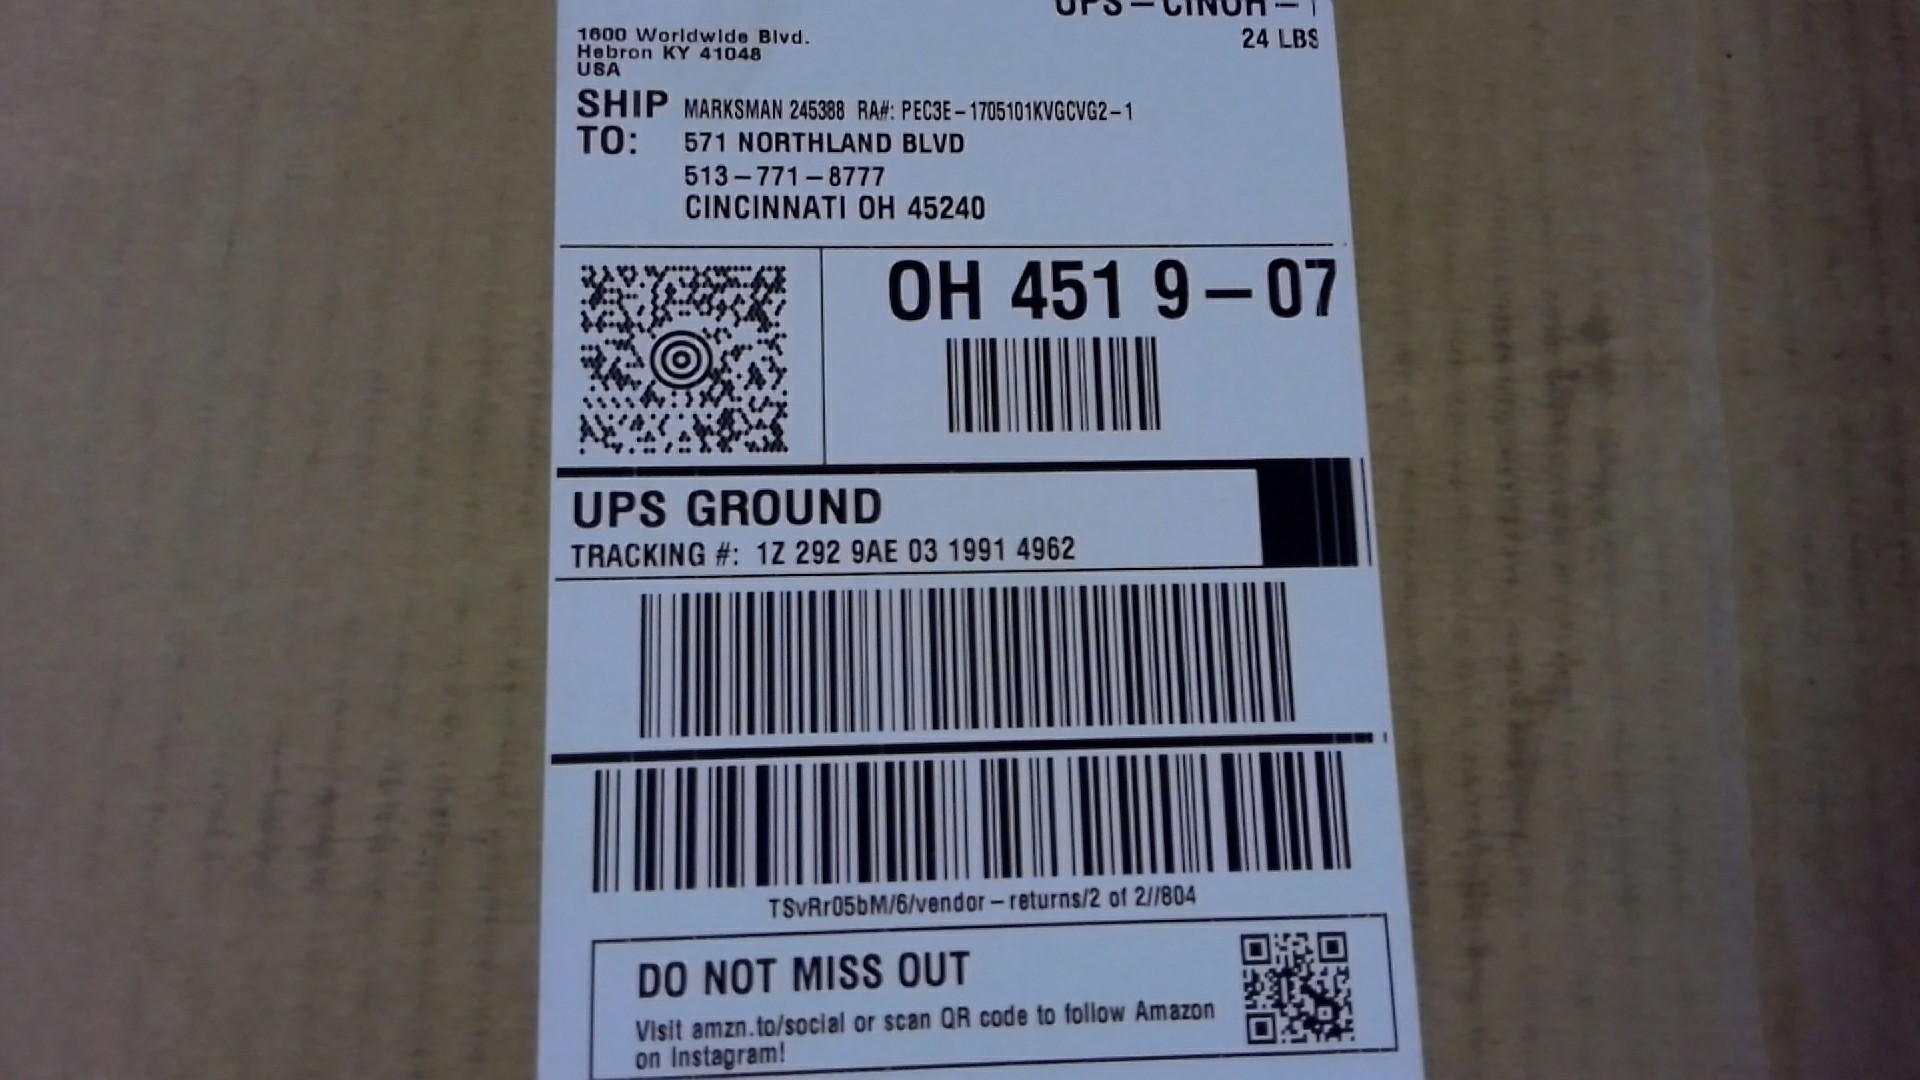 UPS-CINOH-
1600 Worldwide Blvd.
24 LBS
Hebron KY 41048
USA
SHIP TO:
MARKSMAN 245388 RA#: PEC3E-1705101KVGCVG2-1
571 NORTHLAND BLVD
513-771-8777
CINCINNATI OH 45240
OH 451 9-07
UPS GROUND
TRACKING #: 1Z 292 9AE 03 1991 4962
TSvRr05bM/6/vendor-returns/2 of 2//804
DO NOT MISS OUT
Visit amzn.to/social or scan QR code to follow Amazon
on Instagram!